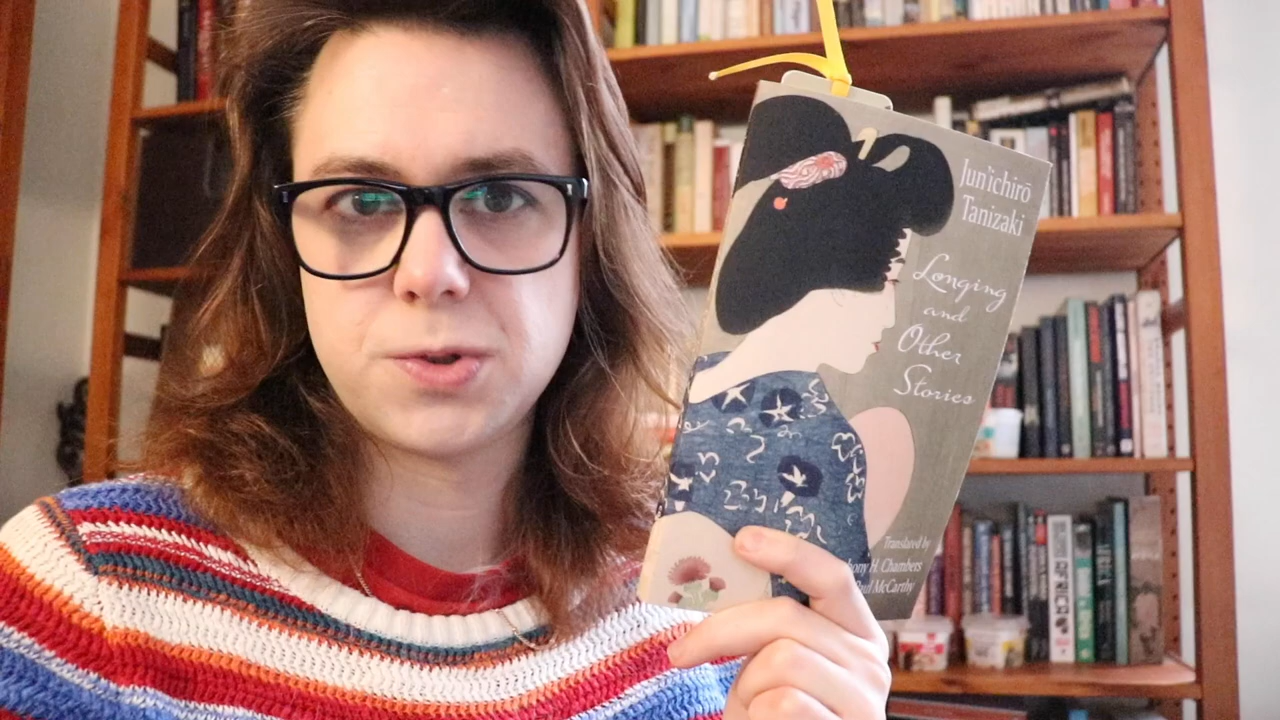 Jun'ichirō
Tanizaki
Longing
and
Other
Stories
Translated by
H. Chambers
McCarthy